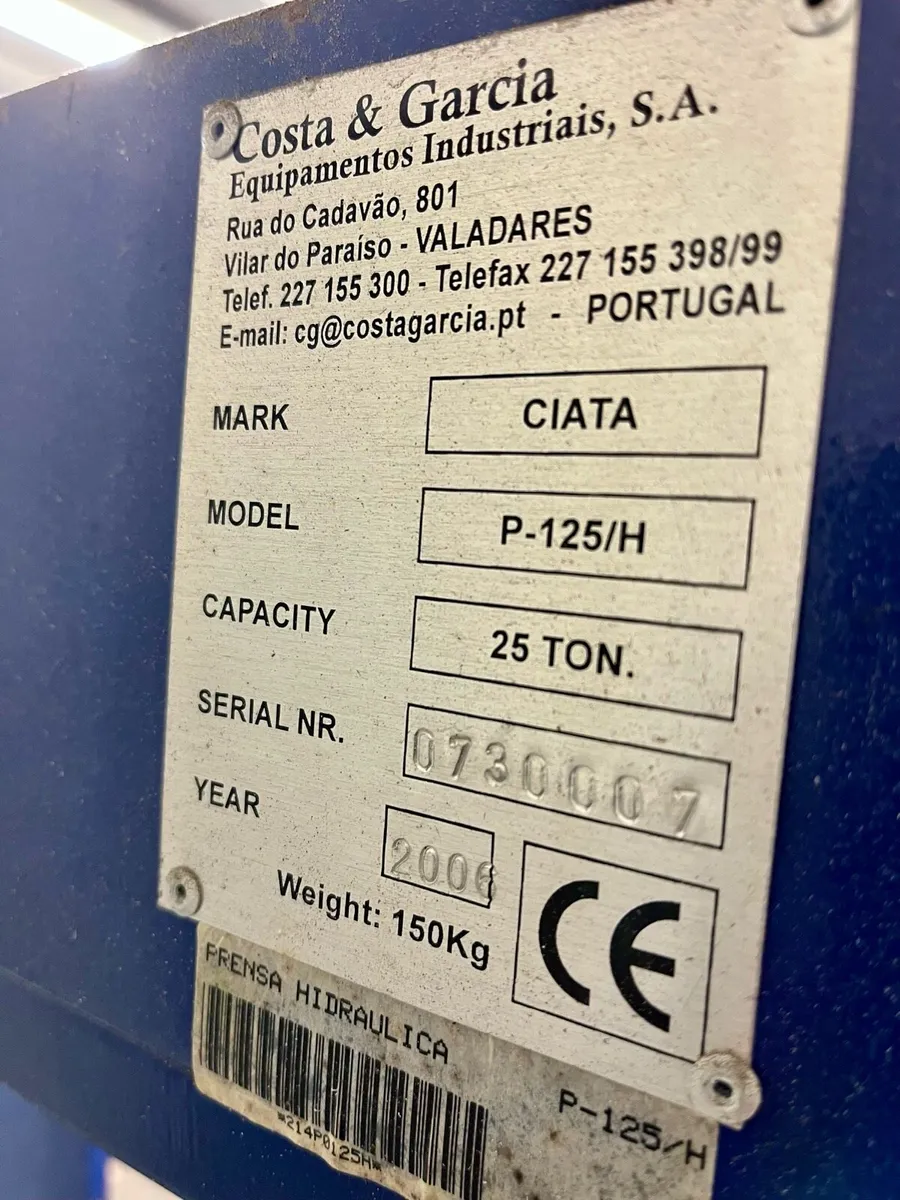 Costa & Garcia
Equipamentos Industriais, S.A.
Rua do Cadavão, 801
Vilar do Paraíso - VALADARES
Telef. 227 155 300 - Telefax 227 155 398/99
E-mail: cg@costagarcia.pt - PORTUGAL
MARK CIATA
MODEL P-125/H
CAPACITY 25 TON.
SERIAL NR. 0730007
YEAR 2006
Weight: 150Kg
CE
PRENSA HIDRAULICA
P-125/H
*214P0125H*